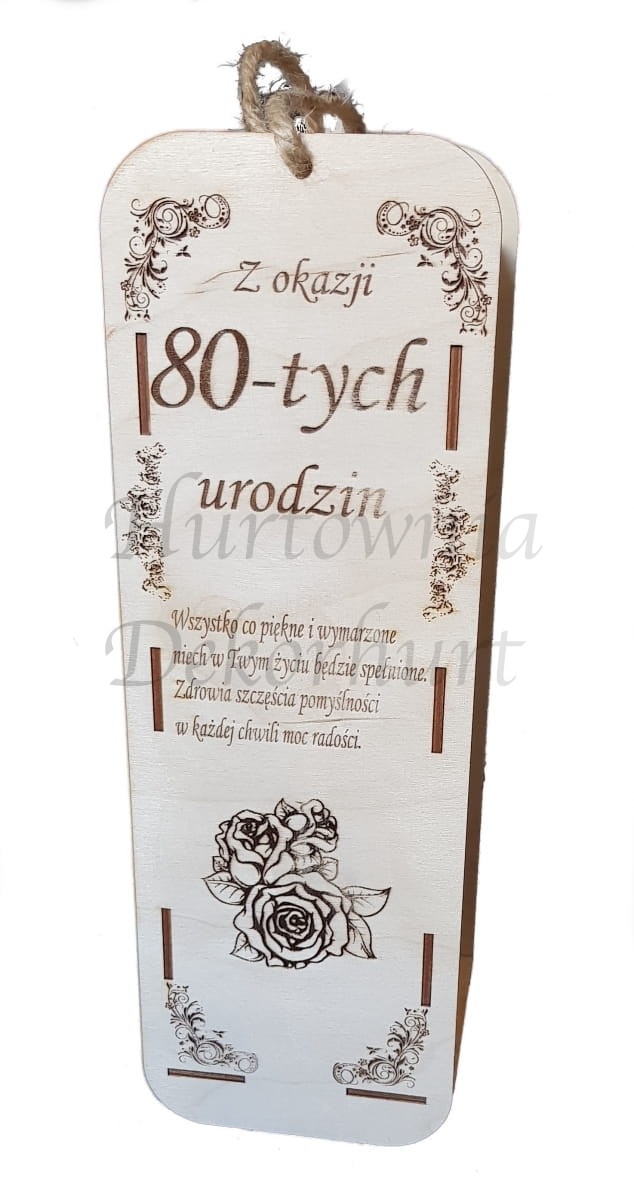 Z okazji
80-tych
urodzin
Hurtownia
Dekorhurt
Wszystko co piękne i wymarzone
niech w Twym życiu będzie spełnione.
Zdrowia szczęścia pomyślności
w każdej chwili moc radości.